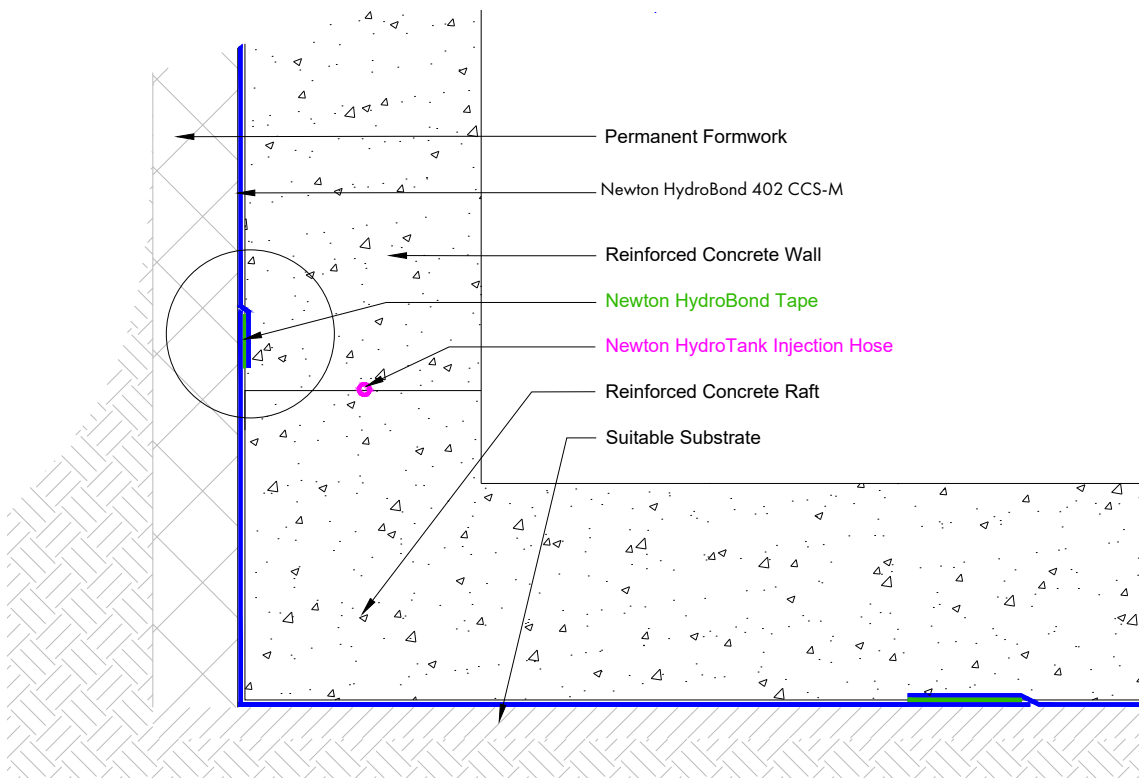 Permanent Formwork
Newton HydroBond 402 CCS-M
Reinforced Concrete Wall
Newton HydroBond Tape
Newton HydroTank Injection Hose
Reinforced Concrete Raft
Suitable Substrate